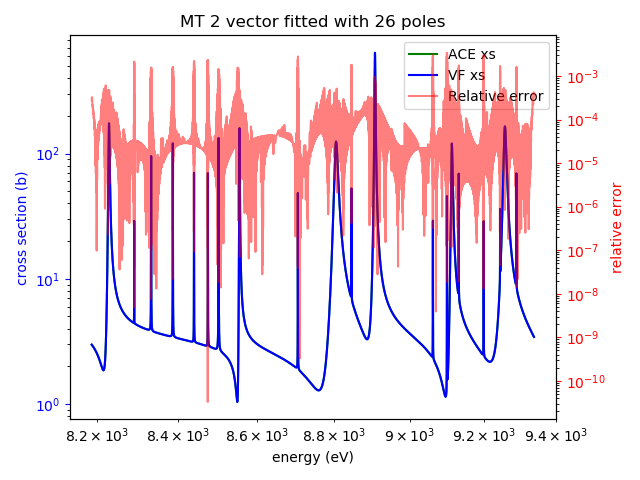 MT 2 vector fitted with 26 poles
ACE xs
VF xs
Relative error
cross section (b)
10²
10¹
10⁰
relative error
10⁻³
10⁻⁴
10⁻⁵
10⁻⁶
10⁻⁷
10⁻⁸
10⁻⁹
10⁻¹⁰
8.2 × 10³ 8.4 × 10³ 8.6 × 10³ 8.8 × 10³ 9 × 10³ 9.2 × 10³ 9.4 × 10³
energy (eV)